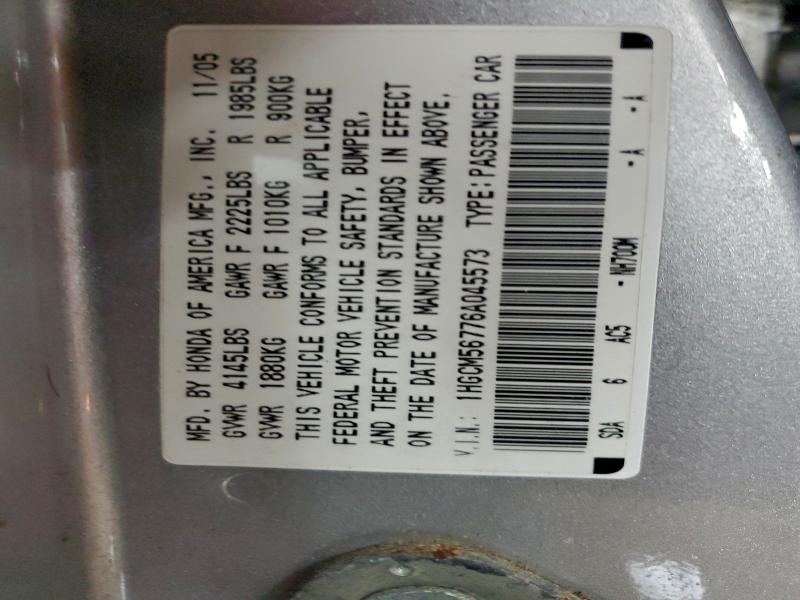 MFD. BY HONDA OF AMERICA MFG., INC. 11/05
GVWR 4145LBS GAWR F 2225LBS R 1985LBS
GVWR 1880KG GAWR F 1010KG R 900KG
THIS VEHICLE CONFORMS TO ALL APPLICABLE
FEDERAL MOTOR VEHICLE SAFETY, BUMPER,
AND THEFT PREVENTION STANDARDS IN EFFECT
ON THE DATE OF MANUFACTURE SHOWN ABOVE.
V.I.N.: 1HGCM56776A045573 TYPE: PASSENGER CAR
SDA 6 AC5 - NH700M - A - A